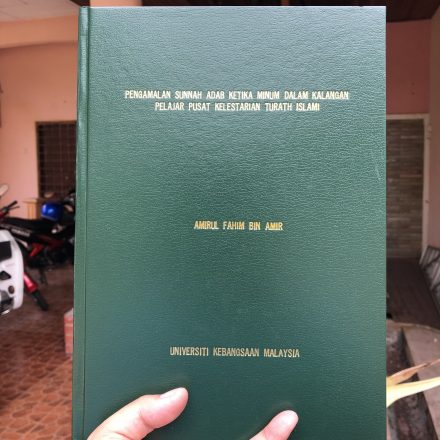 PENGAMALAN SUNNAH ADAB KETIKA MINUM DALAM KALANGAN
PELAJAR PUSAT KELESTARIAN TURATH ISLAMI
AMIRUL FAHIM BIN AMIR
UNIVERSITI KEBANGSAAN MALAYSIA